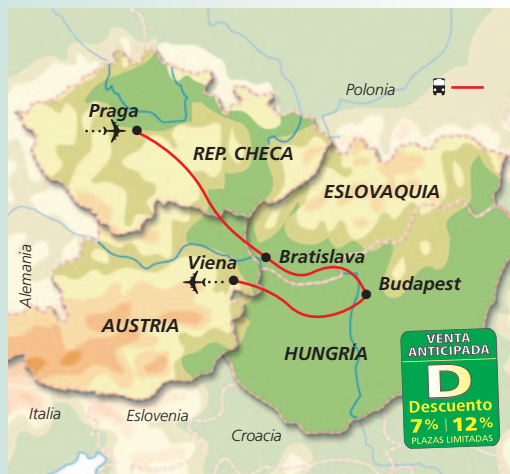 Polonia
Praga
REP. CHECA
ESLOVAQUIA
Alemania
Viena
Bratislava
Budapest
AUSTRIA
HUNGRÍA
Italia
Eslovenia
Croacia
VENTA
ANTICIPADA
D
Descuento
7% | 12%
PLAZAS LIMITADAS